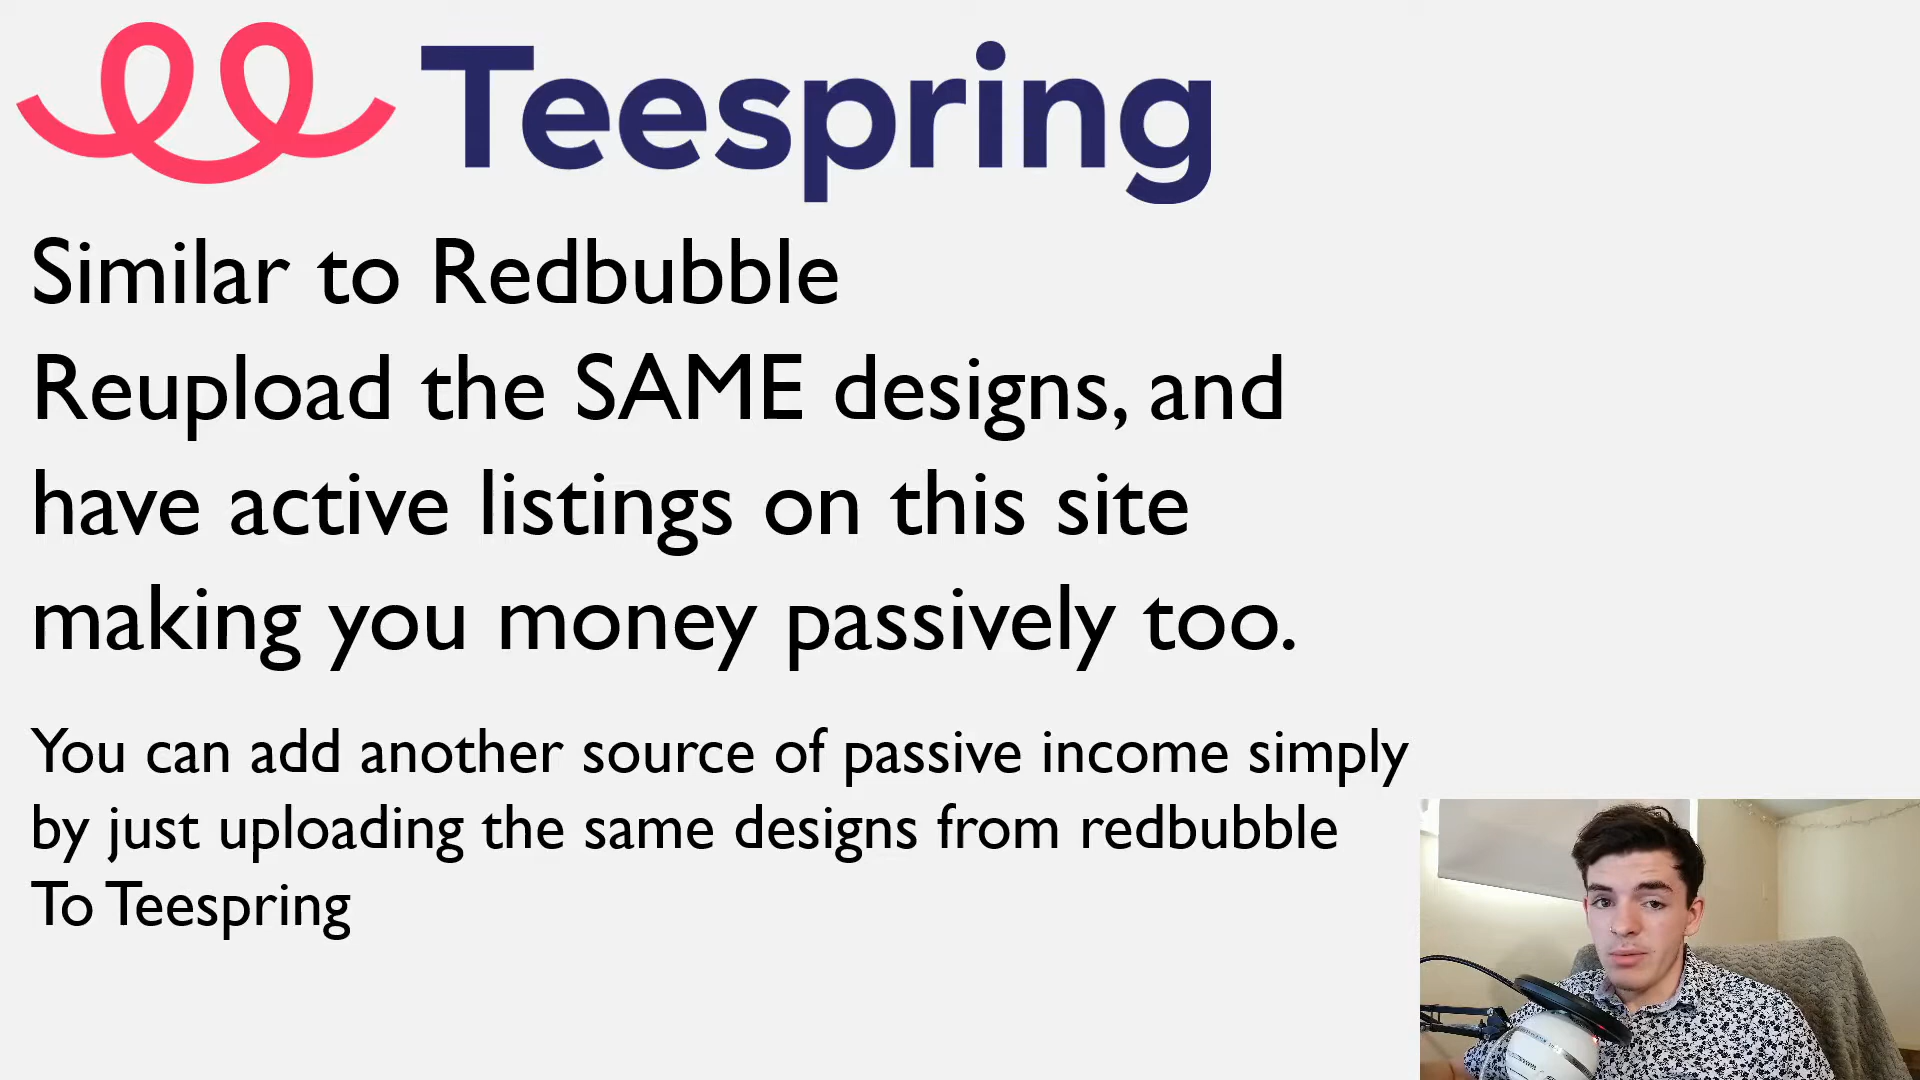 Teespring
Similar to Redbubble
Reupload the SAME designs, and
have active listings on this site
making you money passively too.
You can add another source of passive income simply
by just uploading the same designs from redbubble
To Teespring